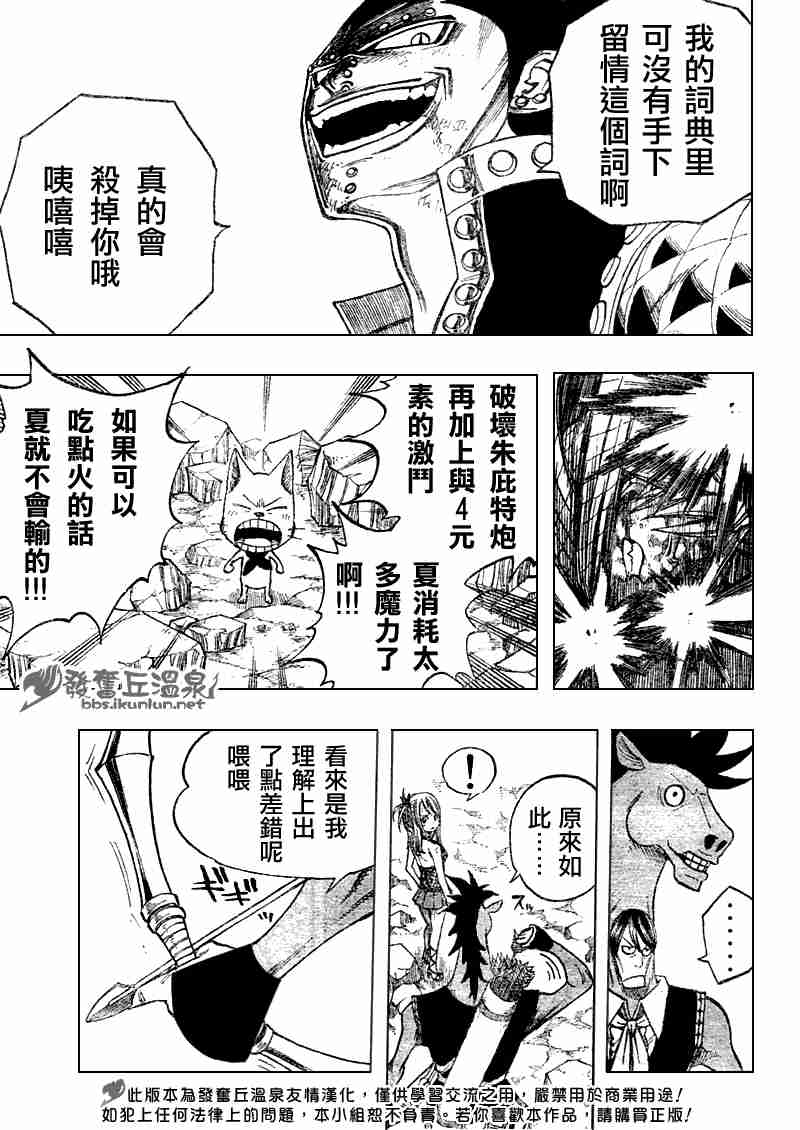 我的詞典里
可沒有手下
留情這個詞
啊
真的會
殺掉你哦
咦嘻嘻
破壞朱庇特炮
再加上與4元
素的激鬥
夏消耗太
多魔力了
啊!!!
如果可以
吃點火的話
夏就不會輸的!!!
發奮丘溫泉
bbs.ikunlun.net
……
原來如
此……
!
看來是我
理解上出
了點差錯呢
喂喂
此版本為發奮丘溫泉友情漢化，僅供學習交流之用，嚴禁用於商業用途!
如犯上任何法律上的問題，本小組恕不負責。若你喜歡本作品，請購買正版!